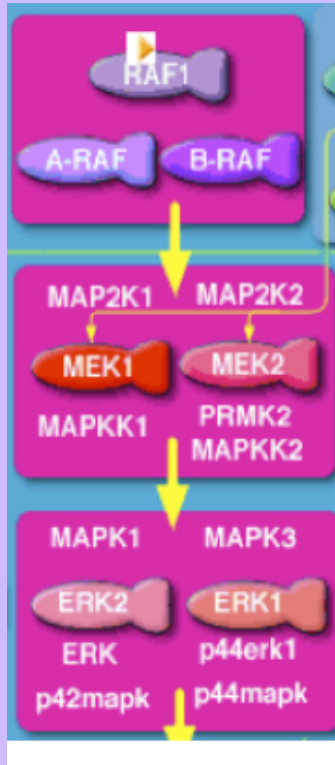 RAF1
A-RAF B-RAF
MAP2K1 MAP2K2
MEK1 MEK2
MAPKK1 PRMK2
MAPKK2
MAPK1 MAPK3
ERK2 ERK1
ERK p44erk1
p42mapk p44mapk